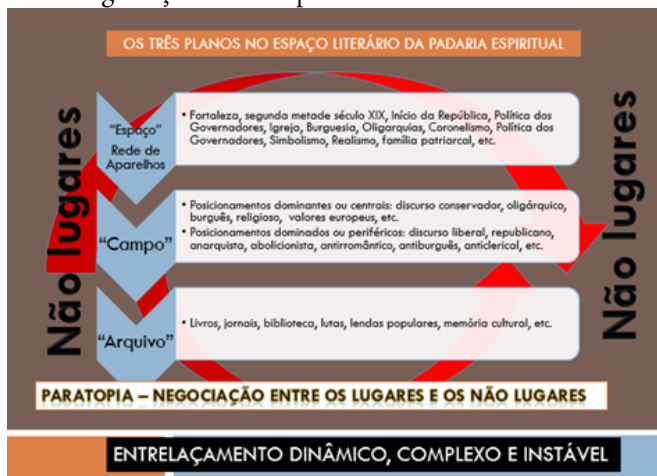 OS TRÊS PLANOS NO ESPAÇO LITERÁRIO DA PADARIA ESPIRITUAL
Não lugares
"Espaço"
Rede de
Aparelhos
• Fortaleza, segunda metade século XIX, Início da República, Política dos
Governadores, Igreja, Burguesia, Oligarquias, Coronelismo, Política dos
Governadores, Simbolismo, Realismo, família patriarcal, etc.
"Campo"
• Posicionamentos dominantes ou centrais: discurso conservador, oligárquico,
burguês, religioso, valores europeus, etc.
• Posicionamentos dominados ou periféricos: discurso liberal, republicano,
anarquista, abolicionista, antirromântico, antiburguês, anticlerical, etc.
"Arquivo"
• Livros, jornais, biblioteca, lutas, lendas populares, memória cultural, etc.
Não lugares
PARATOPIA – NEGOCIAÇÃO ENTRE OS LUGARES E OS NÃO LUGARES
ENTRELAÇAMENTO DINÂMICO, COMPLEXO E INSTÁVEL